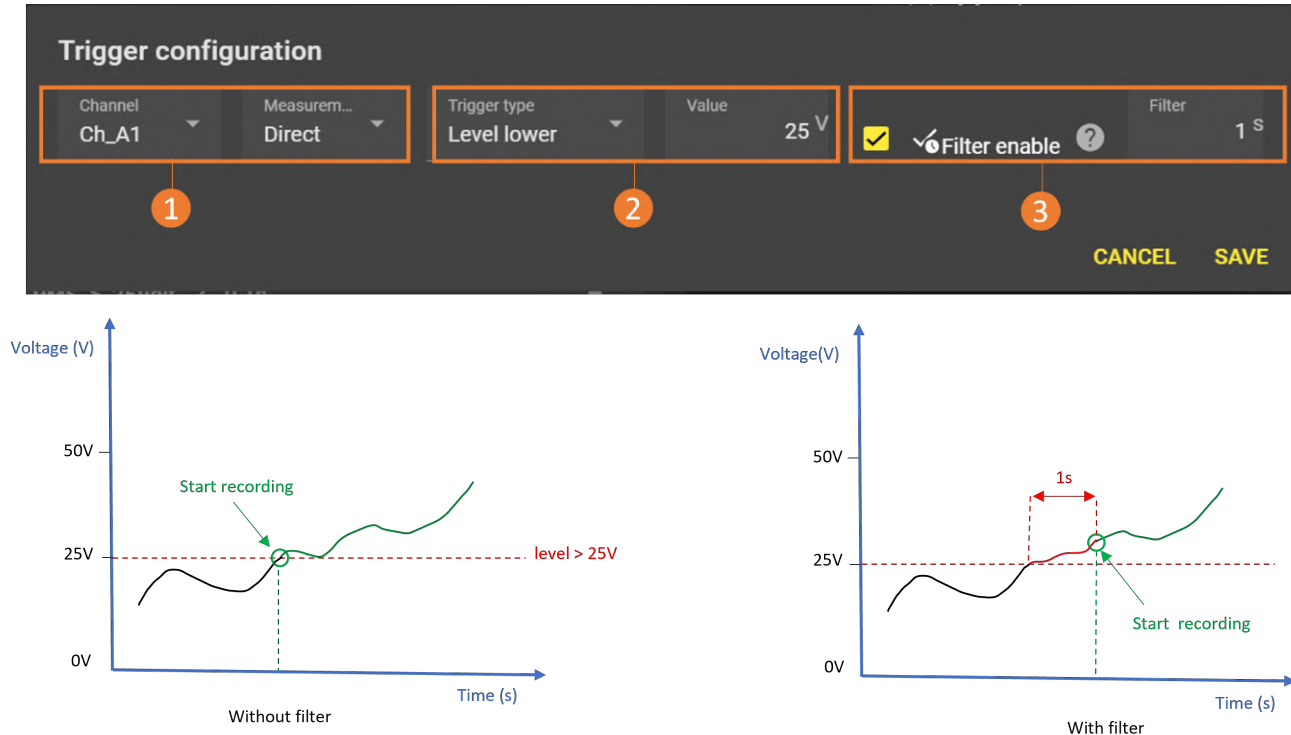 Trigger configuration
Channel
Ch_A1
Measurem...
Direct
Trigger type
Level lower
Value
25 V
Filter enable
?
Filter
1 s
1
2
3
CANCEL
SAVE
Voltage (V)
50V
Start recording
25V
level > 25V
0V
Time (s)
Without filter
Voltage(V)
50V
1s
25V
Start recording
0V
Time (s)
With filter